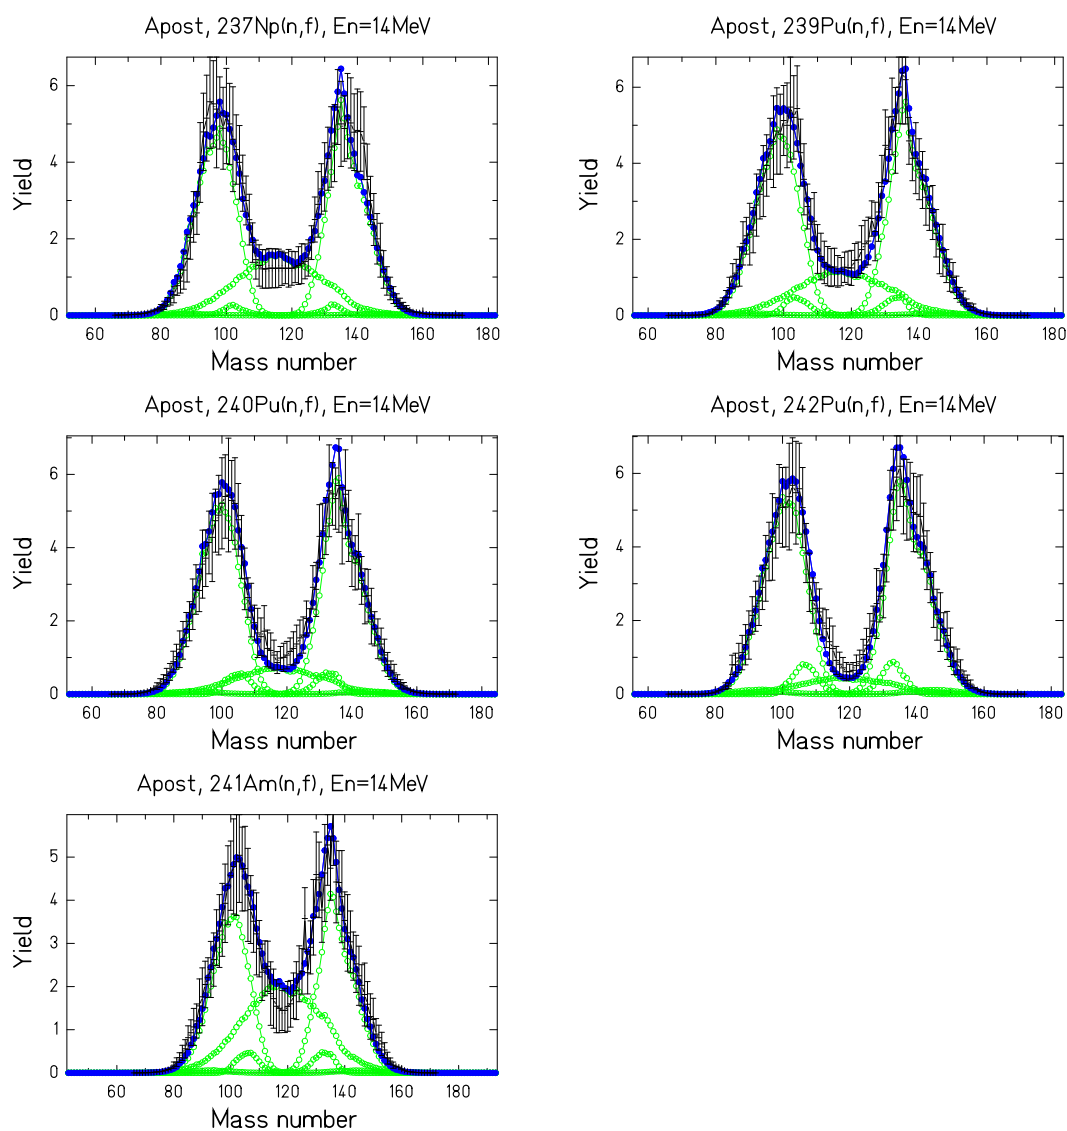 Apost, 237Np(n,f), En=14MeV
Yield
6
4
2
0
60 80 100 120 140 160 180
Mass number
Apost, 239Pu(n,f), En=14MeV
Yield
6
4
2
0
60 80 100 120 140 160 180
Mass number
Apost, 240Pu(n,f), En=14MeV
Yield
6
4
2
0
60 80 100 120 140 160 180
Mass number
Apost, 242Pu(n,f), En=14MeV
Yield
6
4
2
0
60 80 100 120 140 160 180
Mass number
Apost, 241Am(n,f), En=14MeV
Yield
5
4
3
2
1
0
60 80 100 120 140 160 180
Mass number